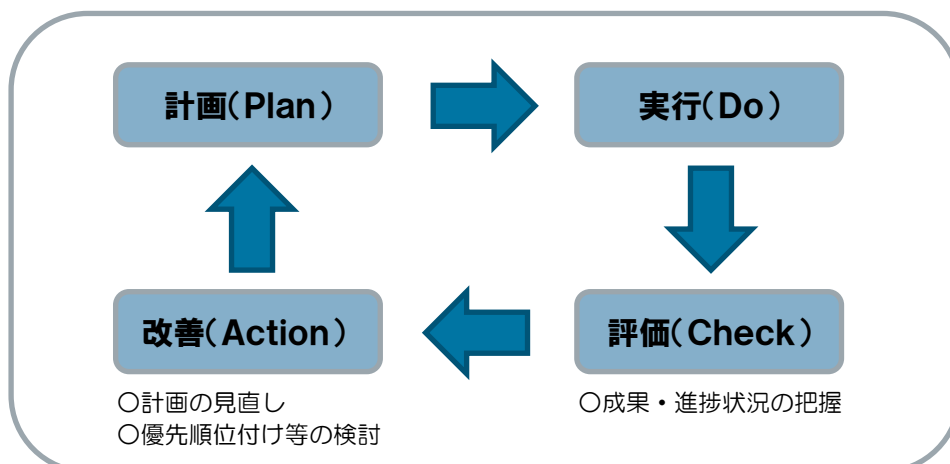 計画(Plan)
実行(Do)
改善(Action)
評価(Check)
○計画の見直し
○優先順位付け等の検討
○成果・進捗状況の把握